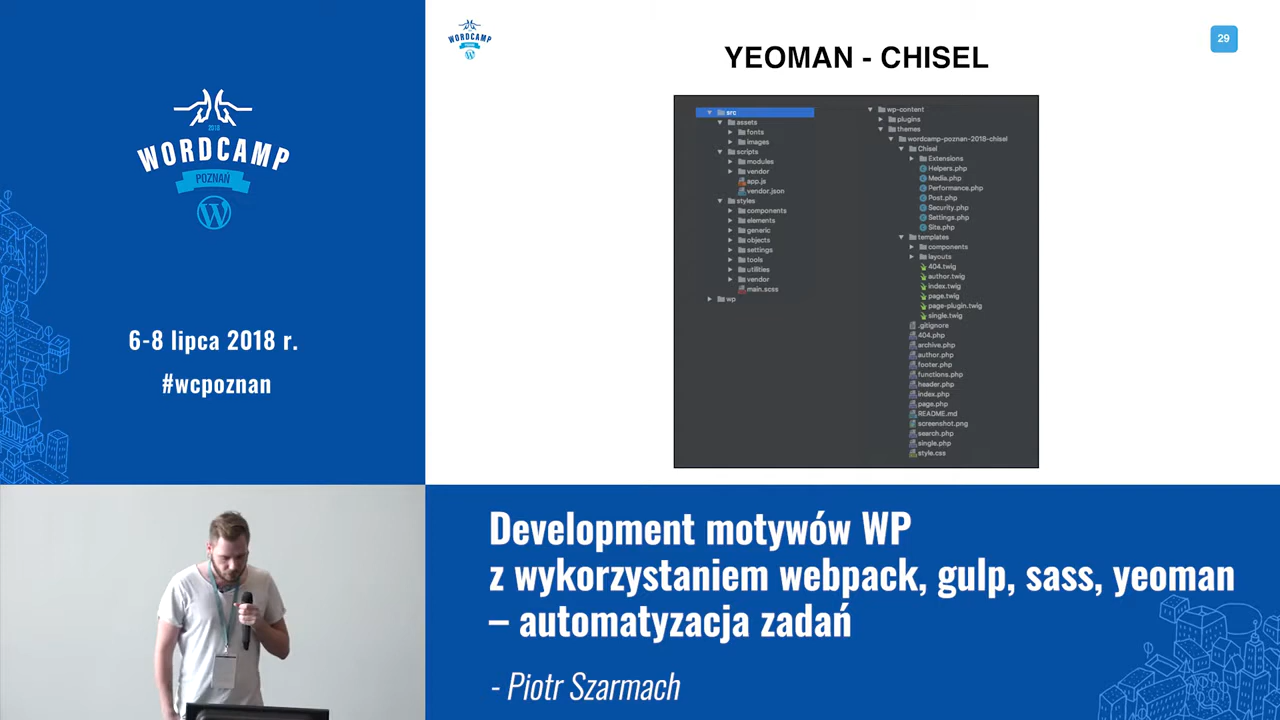 2018
WORDCAMP
POZNAŃ
6-8 lipca 2018 r.
#wcpoznan
WORDCAMP
29
YEOMAN - CHISEL
src
assets
fonts
images
scripts
modules
vendor
app.js
vendor.json
styles
components
elements
generic
objects
settings
tools
utilities
vendor
main.scss
wp
wp-content
plugins
themes
wordcamp-poznan-2018-chisel
Chisel
Extensions
Helpers.php
Media.php
Performance.php
Post.php
Security.php
Settings.php
Site.php
templates
components
layouts
404.twig
author.twig
index.twig
page.twig
page-plugin.twig
single.twig
.gitignore
404.php
archive.php
author.php
footer.php
functions.php
header.php
index.php
page.php
README.md
screenshot.png
search.php
single.php
style.css
Development motywów WP
z wykorzystaniem webpack, gulp, sass, yeoman
– automatyzacja zadań
- Piotr Szarmach